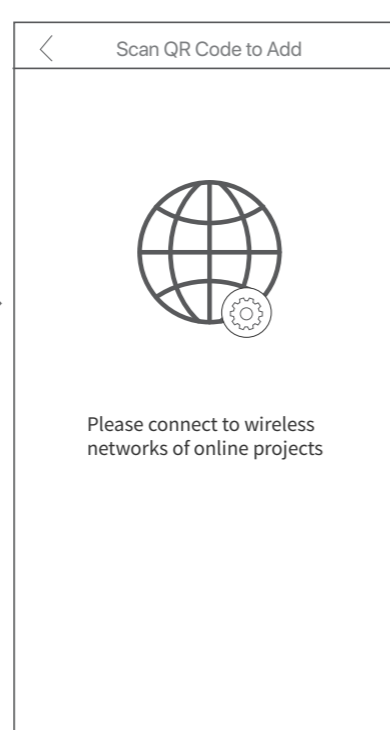 Scan QR Code to Add
Please connect to wireless
networks of online projects